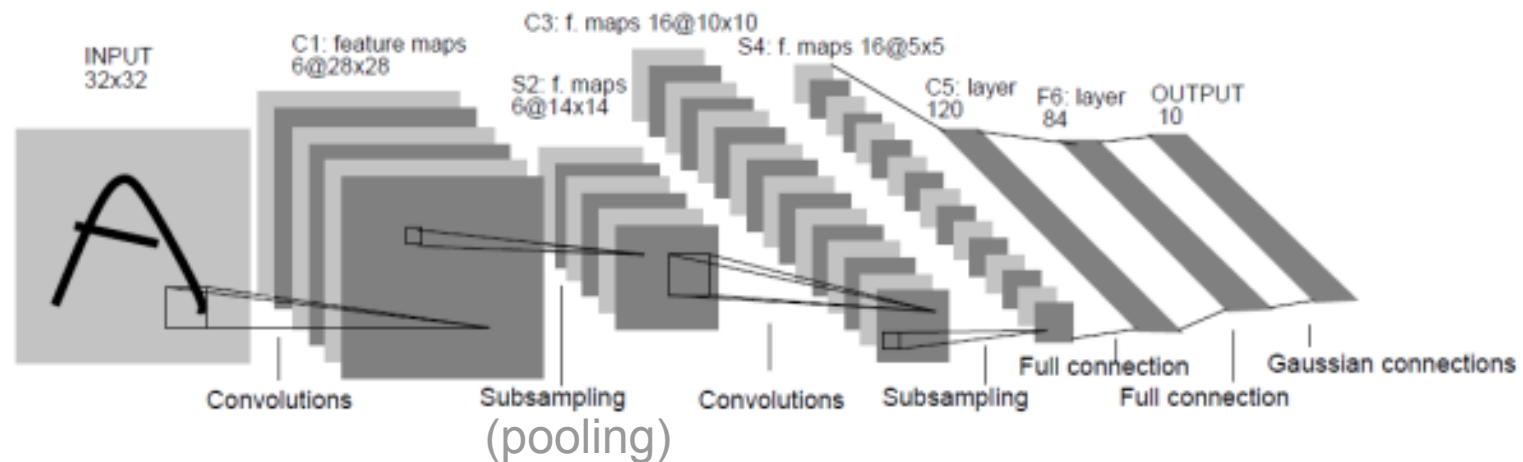 INPUT
32x32
C1: feature maps
6@28x28
S2: f. maps
6@14x14
C3: f. maps 16@10x10
S4: f. maps 16@5x5
C5: layer
120
F6: layer
84
OUTPUT
10
A
Convolutions
Subsampling
(pooling)
Convolutions
Subsampling
Full connection
Full connection
Gaussian connections